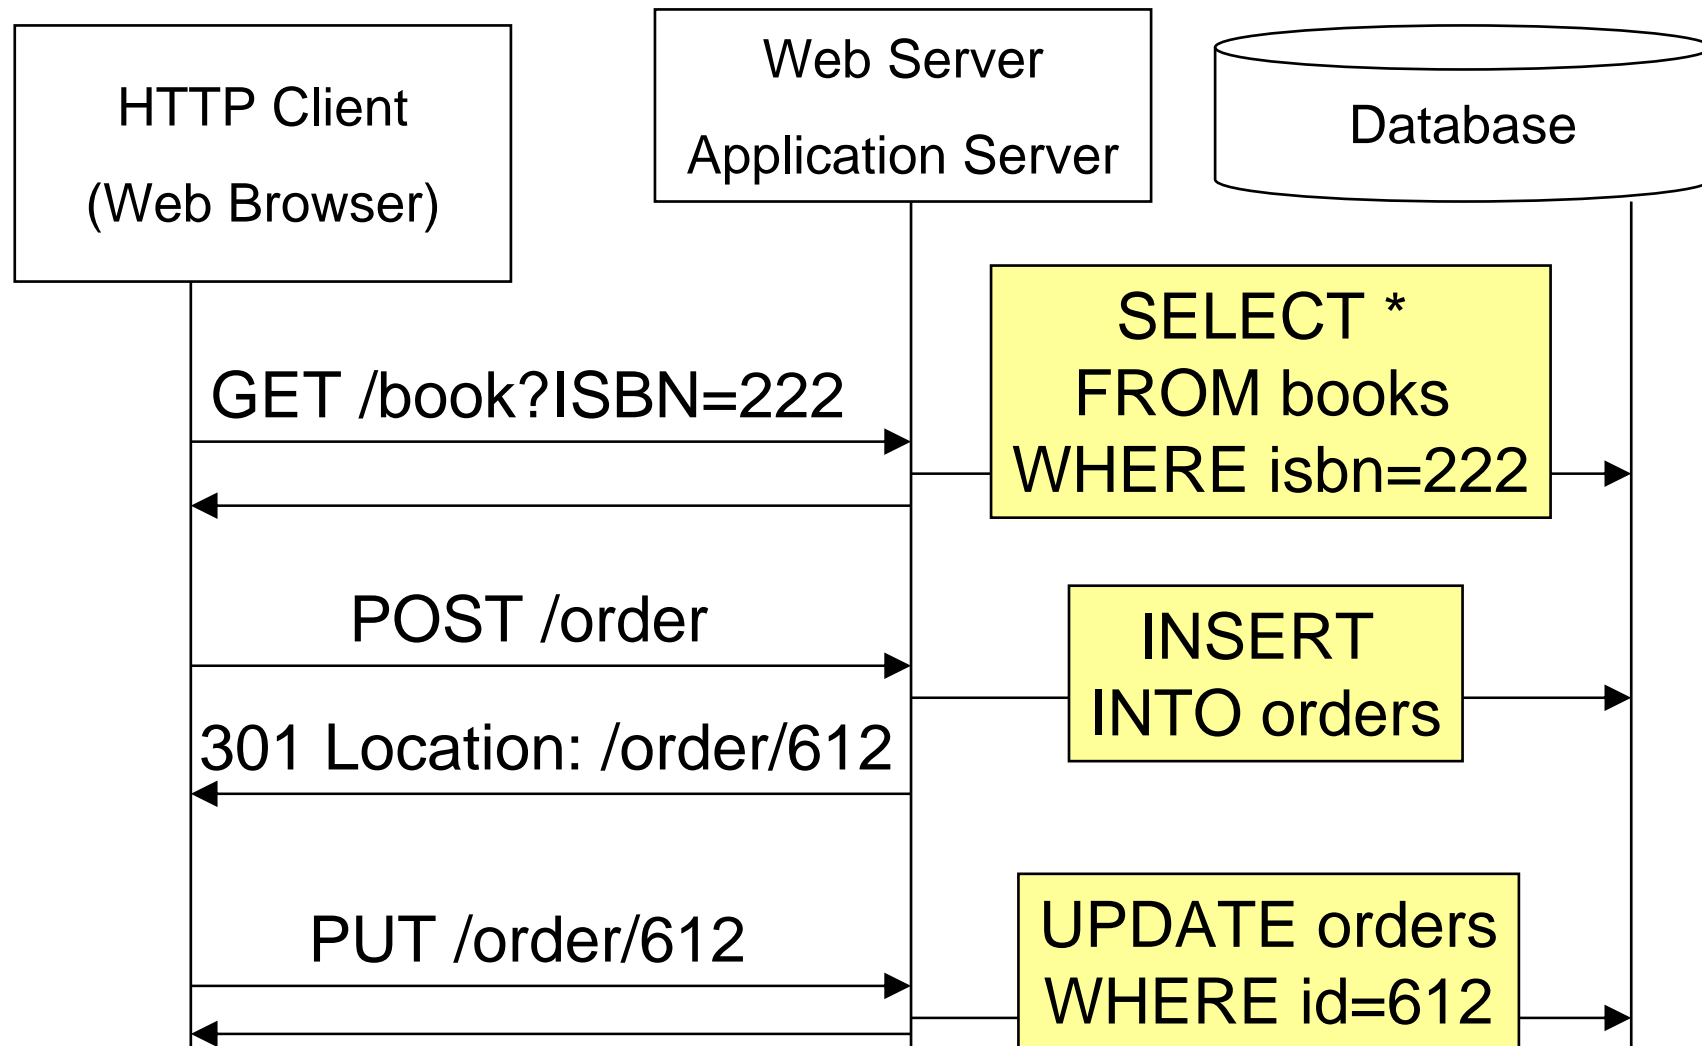 HTTP Client
(Web Browser)
Web Server
Application Server
Database
GET /book?ISBN=222
SELECT *
FROM books
WHERE isbn=222
POST /order
INSERT
INTO orders
301 Location: /order/612
PUT /order/612
UPDATE orders
WHERE id=612